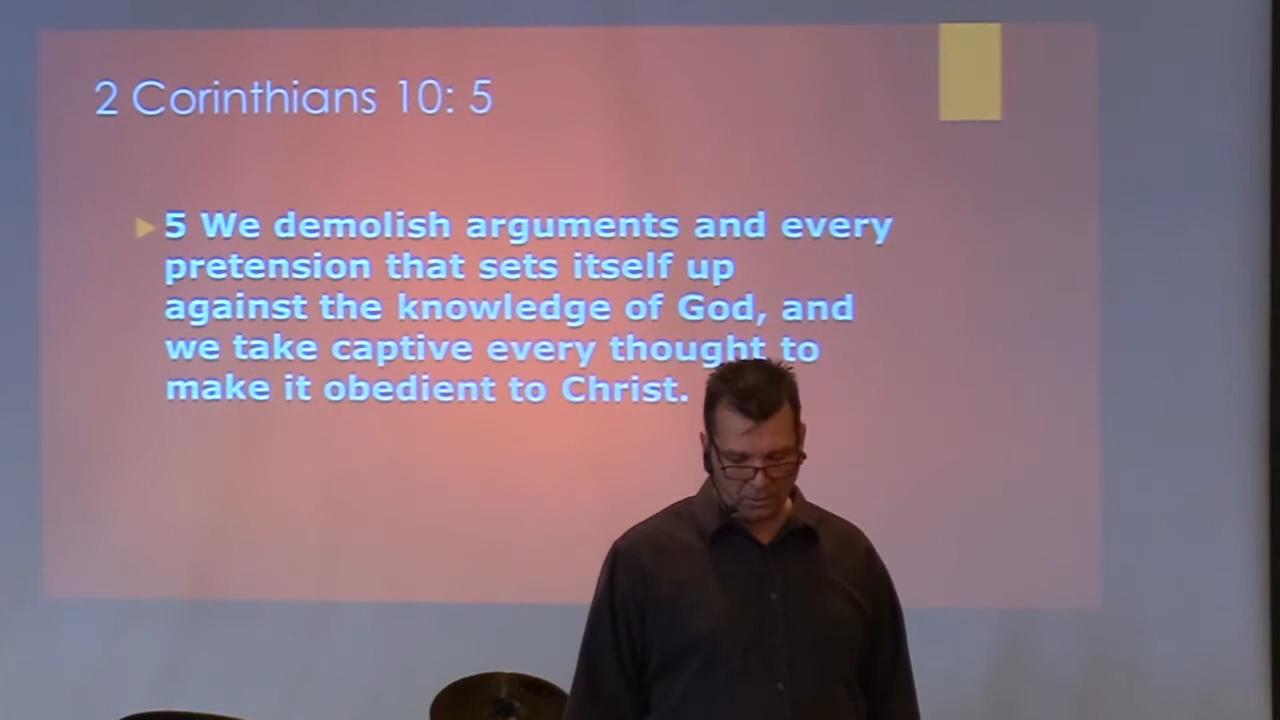 2 Corinthians 10: 5
5 We demolish arguments and every
pretension that sets itself up
against the knowledge of God, and
we take captive every thought to
make it obedient to Christ.